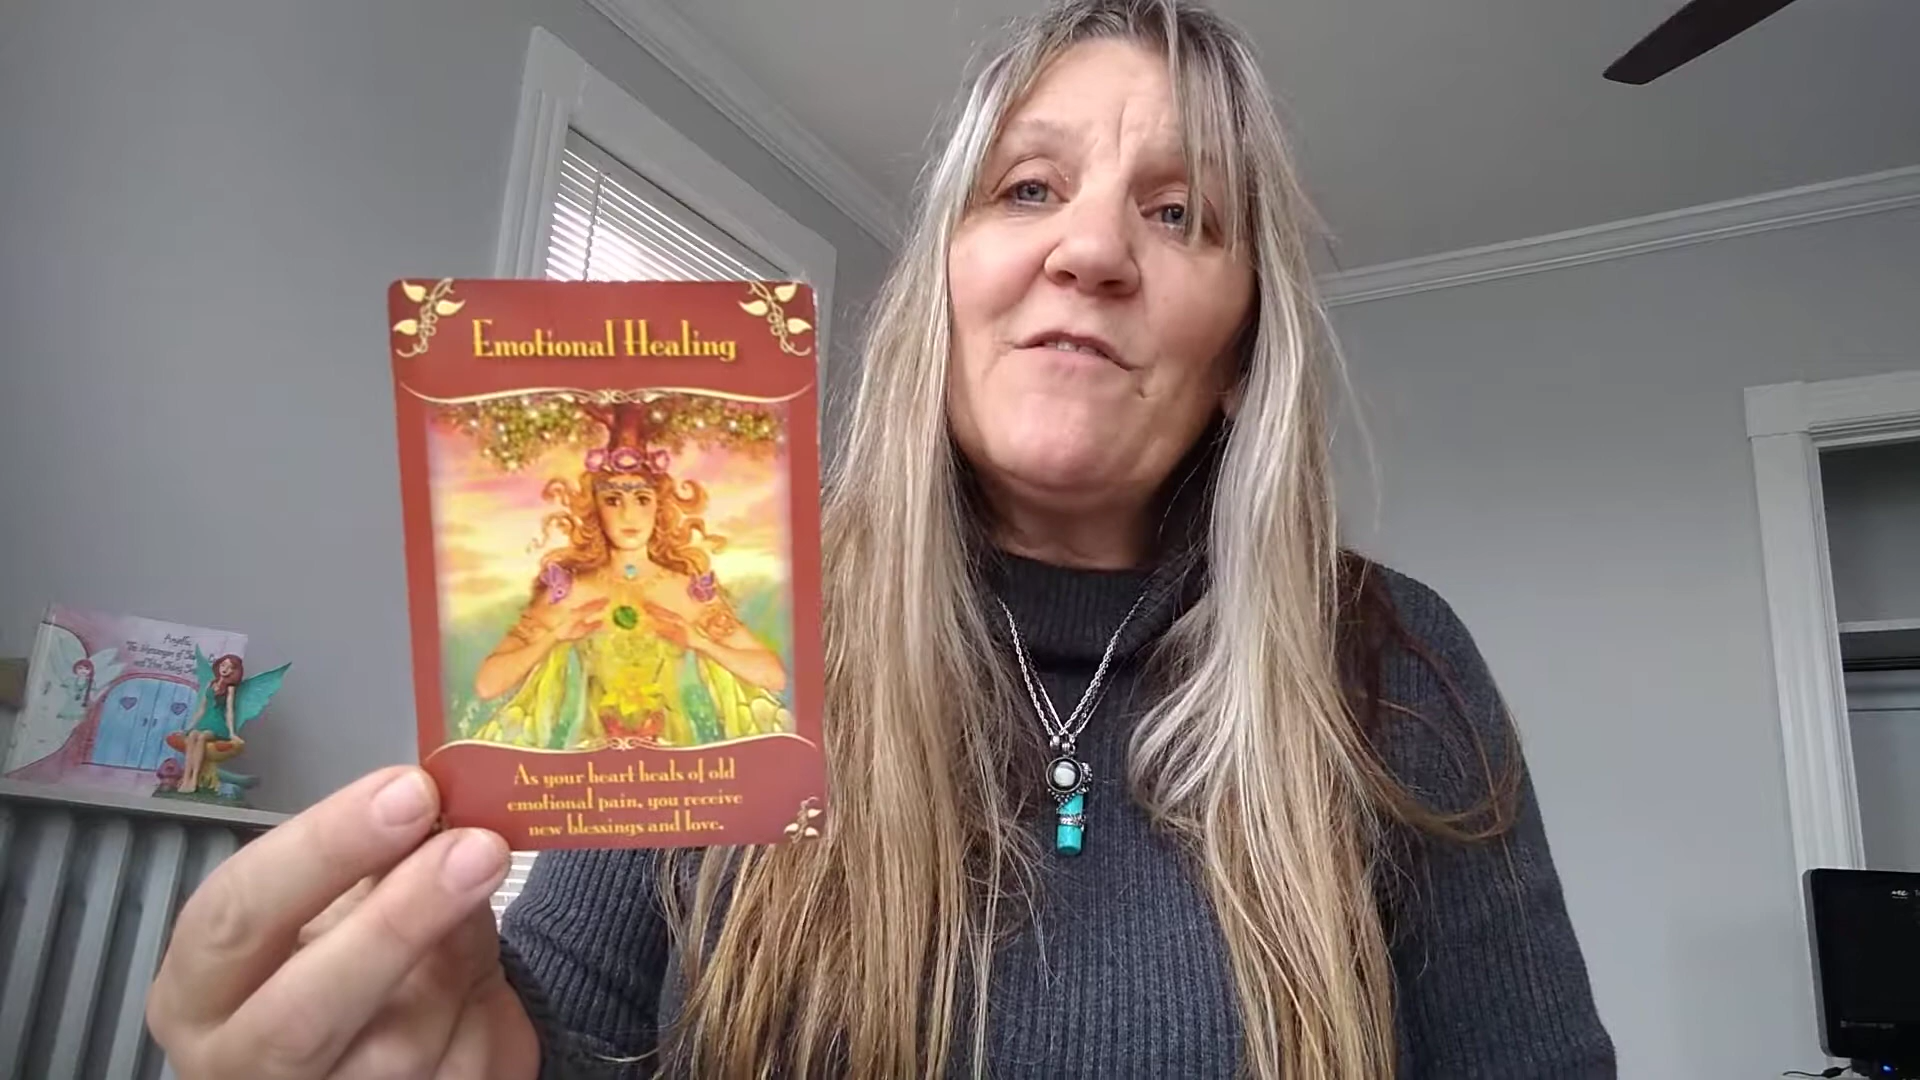 Emotional Healing
As your heart heals of old
emotional pain, you receive
new blessings and love.